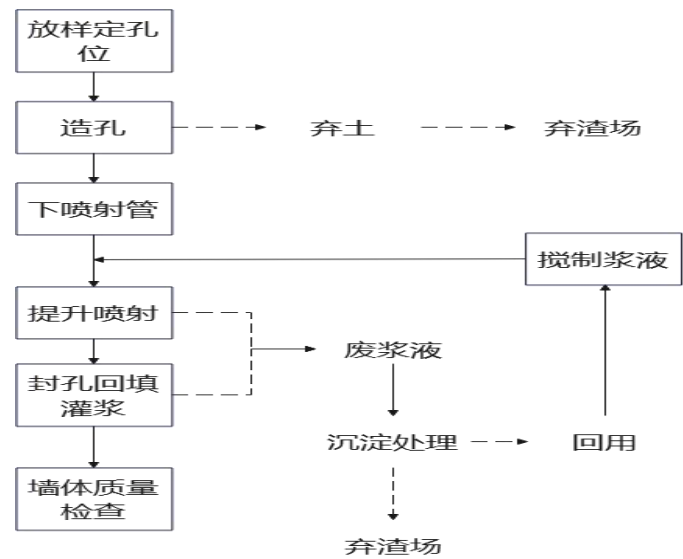 放样定孔
位
造孔
弃土
弃渣场
下喷射管
搅制浆液
提升喷射
废浆液
封孔回填
灌浆
沉淀处理
回用
墙体质量
检查
弃渣场